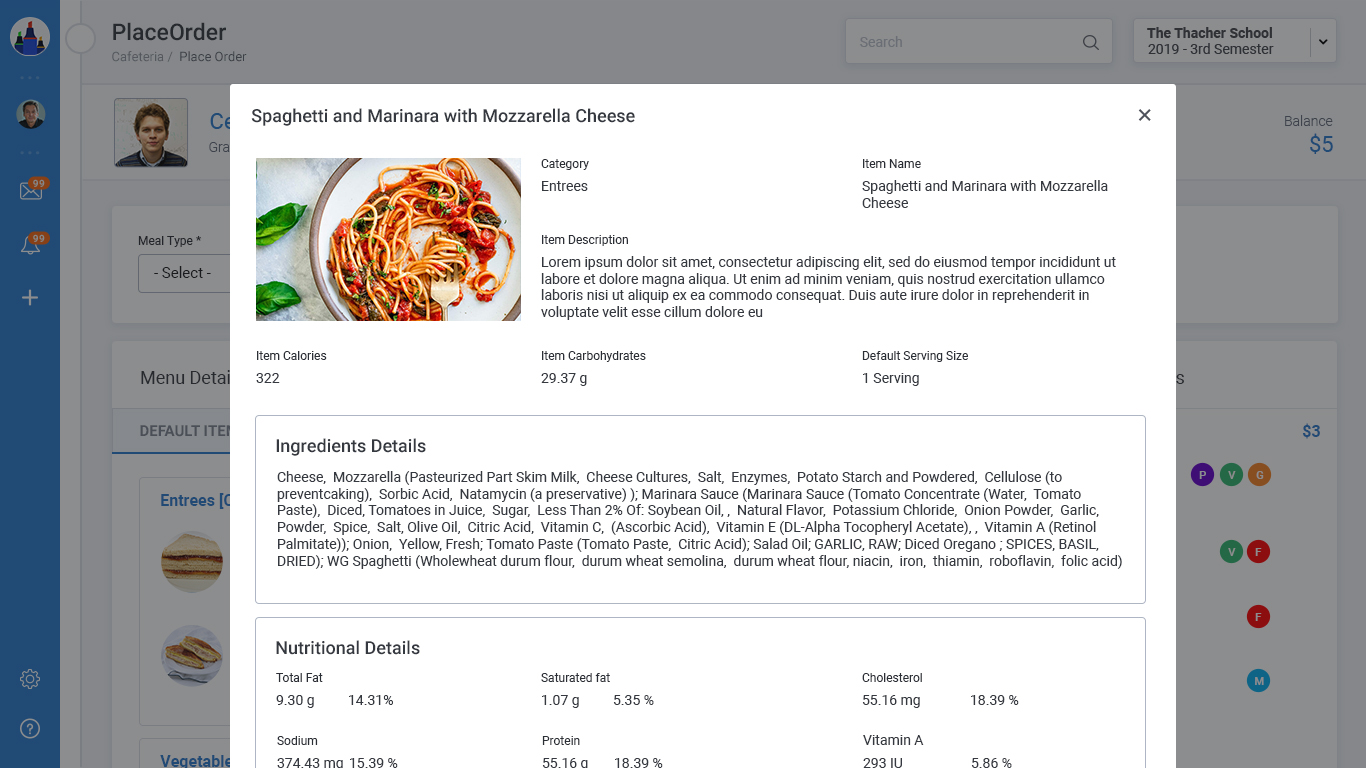 PlaceOrder
Cafeteria / Place Order
Search
The Thacher School
2019 - 3rd Semester
99
99
Balance
$5
Meal Type *
- Select -
$3
P V G
V F
F
M
Spaghetti and Marinara with Mozzarella Cheese
Category
Entrees
Item Name
Spaghetti and Marinara with Mozzarella
Cheese
Item Description
Lorem ipsum dolor sit amet, consectetur adipiscing elit, sed do eiusmod tempor incididunt ut
labore et dolore magna aliqua. Ut enim ad minim veniam, quis nostrud exercitation ullamco
laboris nisi ut aliquip ex ea commodo consequat. Duis aute irure dolor in reprehenderit in
voluptate velit esse cillum dolore eu
Item Calories
322
Item Carbohydrates
29.37 g
Default Serving Size
1 Serving
Menu Detai
DEFAULT ITEM
Entrees [C
Vegetable
Ingredients Details
Cheese, Mozzarella (Pasteurized Part Skim Milk, Cheese Cultures, Salt, Enzymes, Potato Starch and Powdered, Cellulose (to
preventcaking), Sorbic Acid, Natamycin (a preservative) ); Marinara Sauce (Marinara Sauce (Tomato Concentrate (Water, Tomato
Paste), Diced, Tomatoes in Juice, Sugar, Less Than 2% Of: Soybean Oil, , Natural Flavor, Potassium Chloride, Onion Powder, Garlic,
Powder, Spice, Salt, Olive Oil, Citric Acid, Vitamin C, (Ascorbic Acid), Vitamin E (DL-Alpha Tocopheryl Acetate), , Vitamin A (Retinol
Palmitate)); Onion, Yellow, Fresh; Tomato Paste (Tomato Paste, Citric Acid); Salad Oil; GARLIC, RAW; Diced Oregano ; SPICES, BASIL,
DRIED); WG Spaghetti (Wholewheat durum flour, durum wheat semolina, durum wheat flour, niacin, iron, thiamin, roboflavin, folic acid)
Nutritional Details
Total Fat
9.30 g 14.31%
Saturated fat
1.07 g 5.35 %
Cholesterol
55.16 mg 18.39 %
Sodium
374.43 mg 15.39 %
Protein
55.16 g 18.39 %
Vitamin A
293 IU 5.86 %